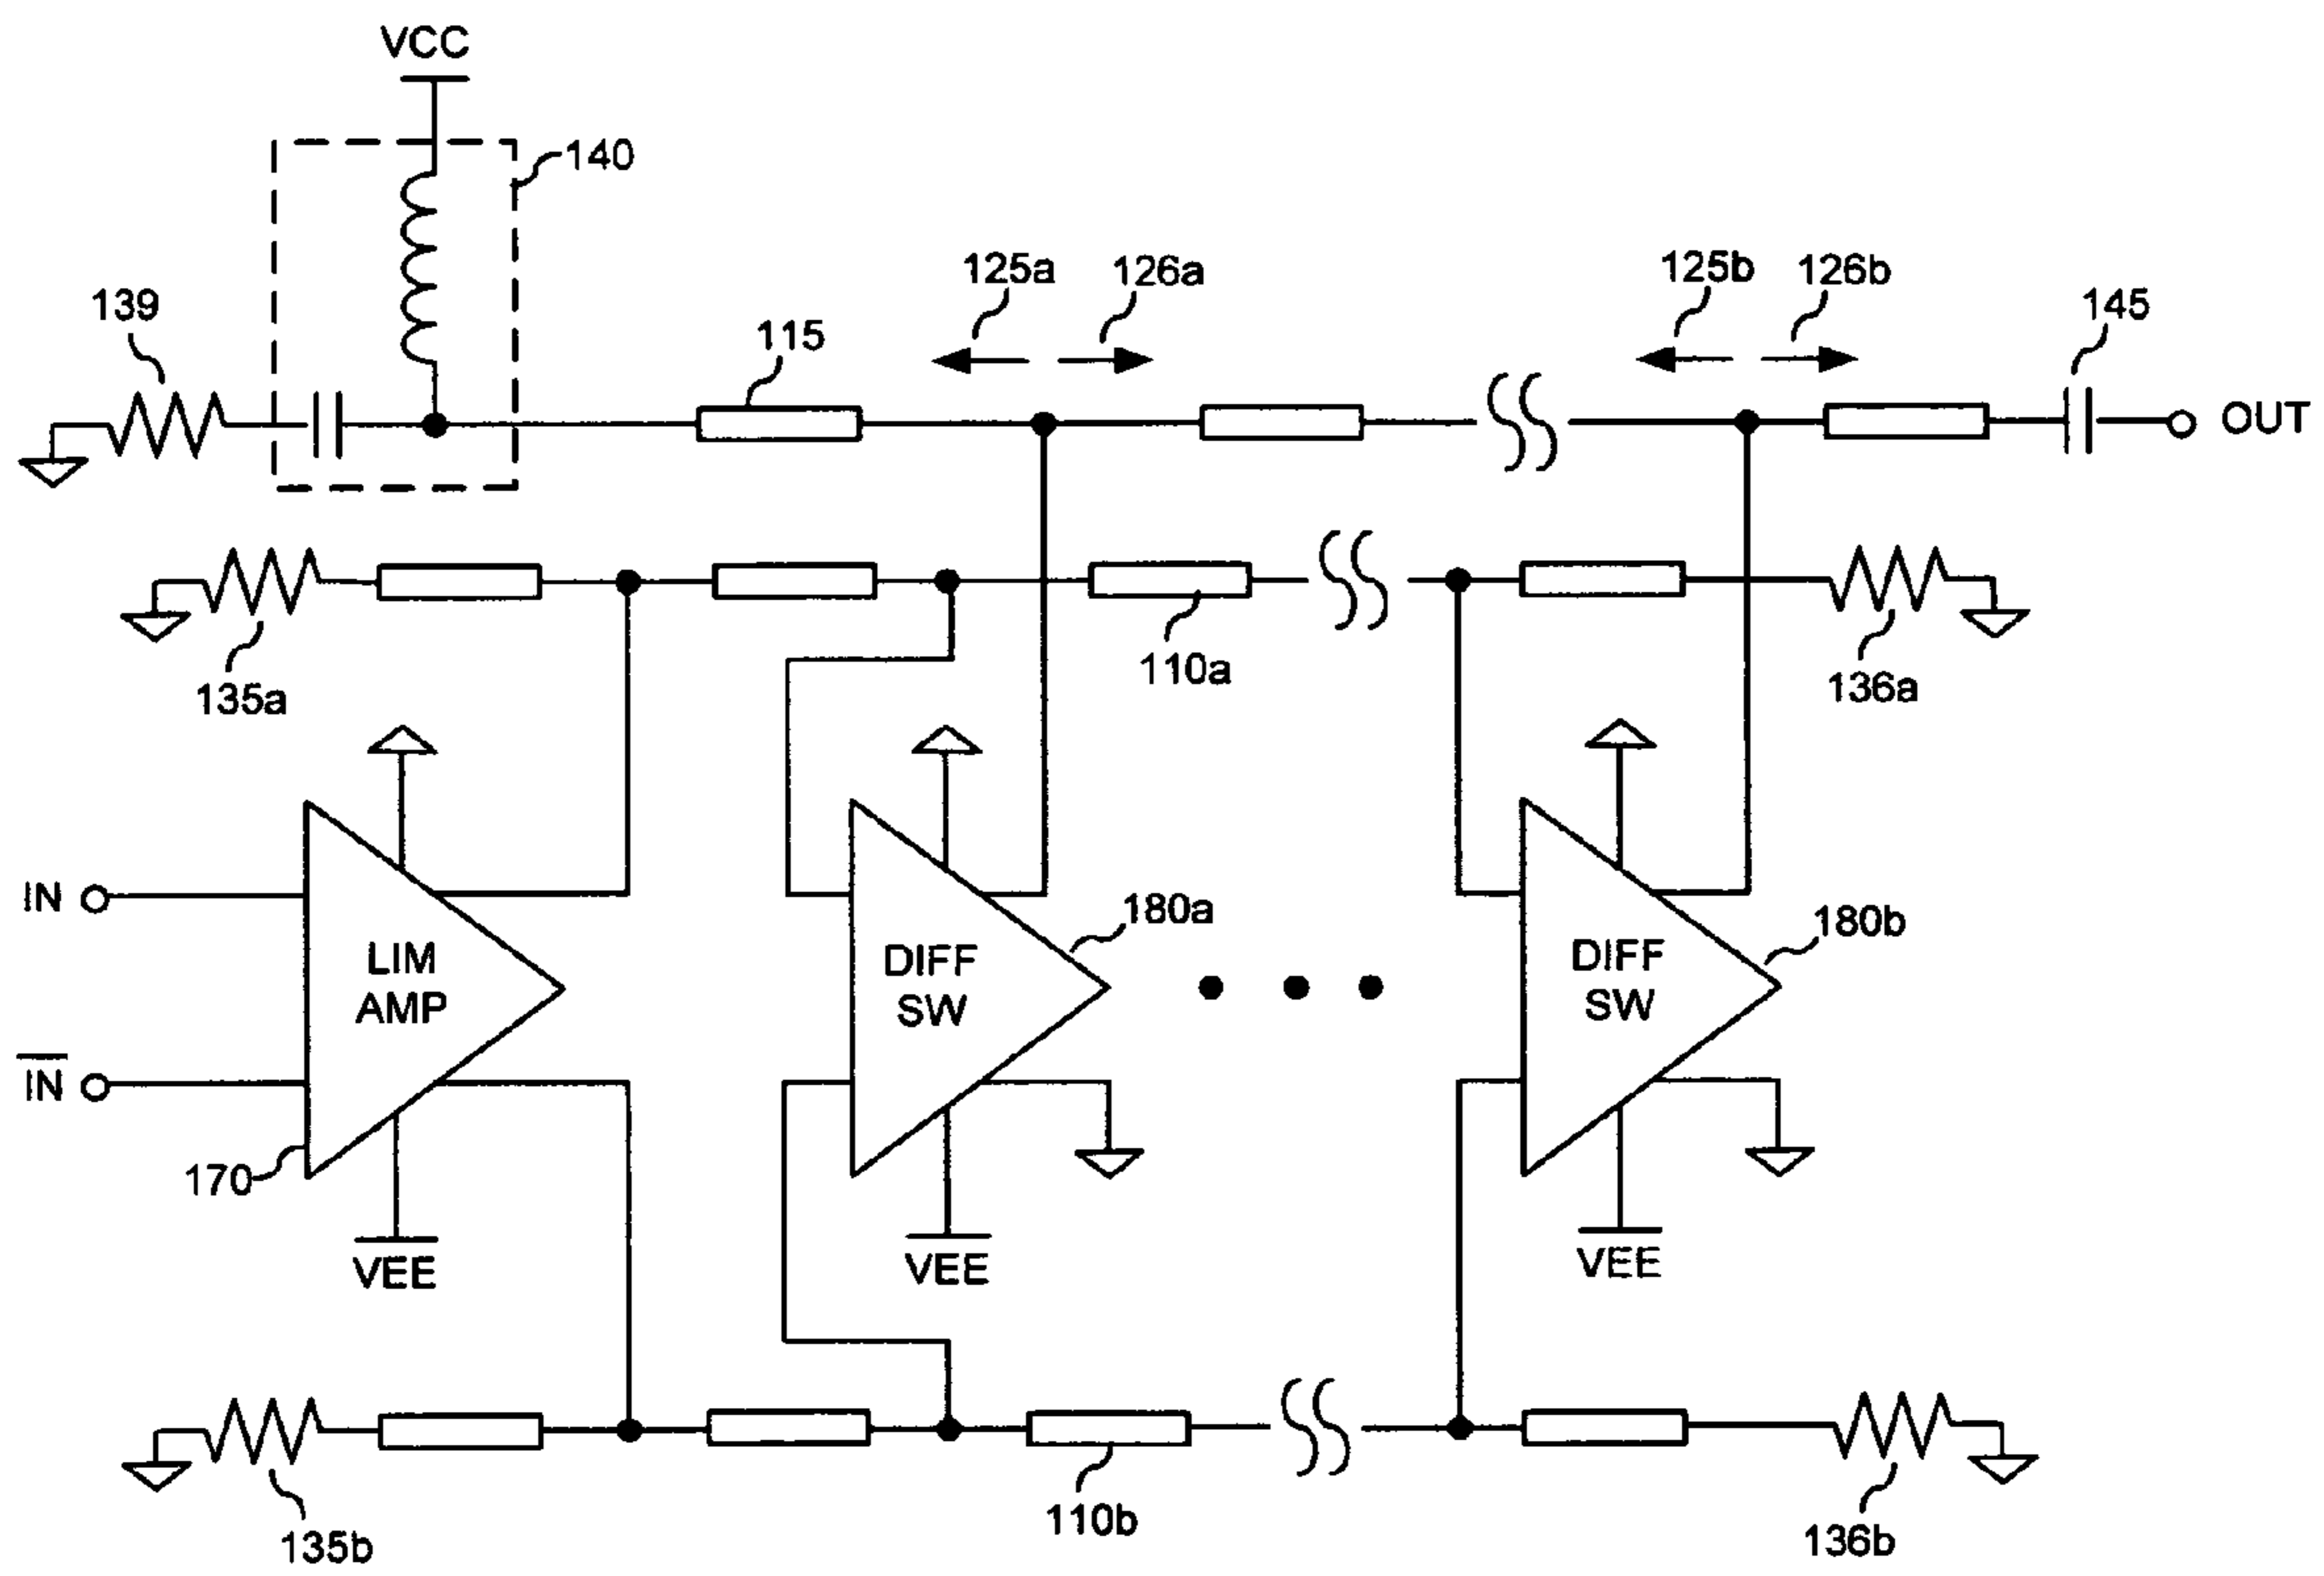 VCC
140
125a
126a
125b
126b
139
115
145
OUT
110a
135a
136a
IN
LIM
AMP
180a
DIFF
SW
180b
DIFF
SW
I̅N̅
170
VEE
VEE
VEE
110b
135b
136b